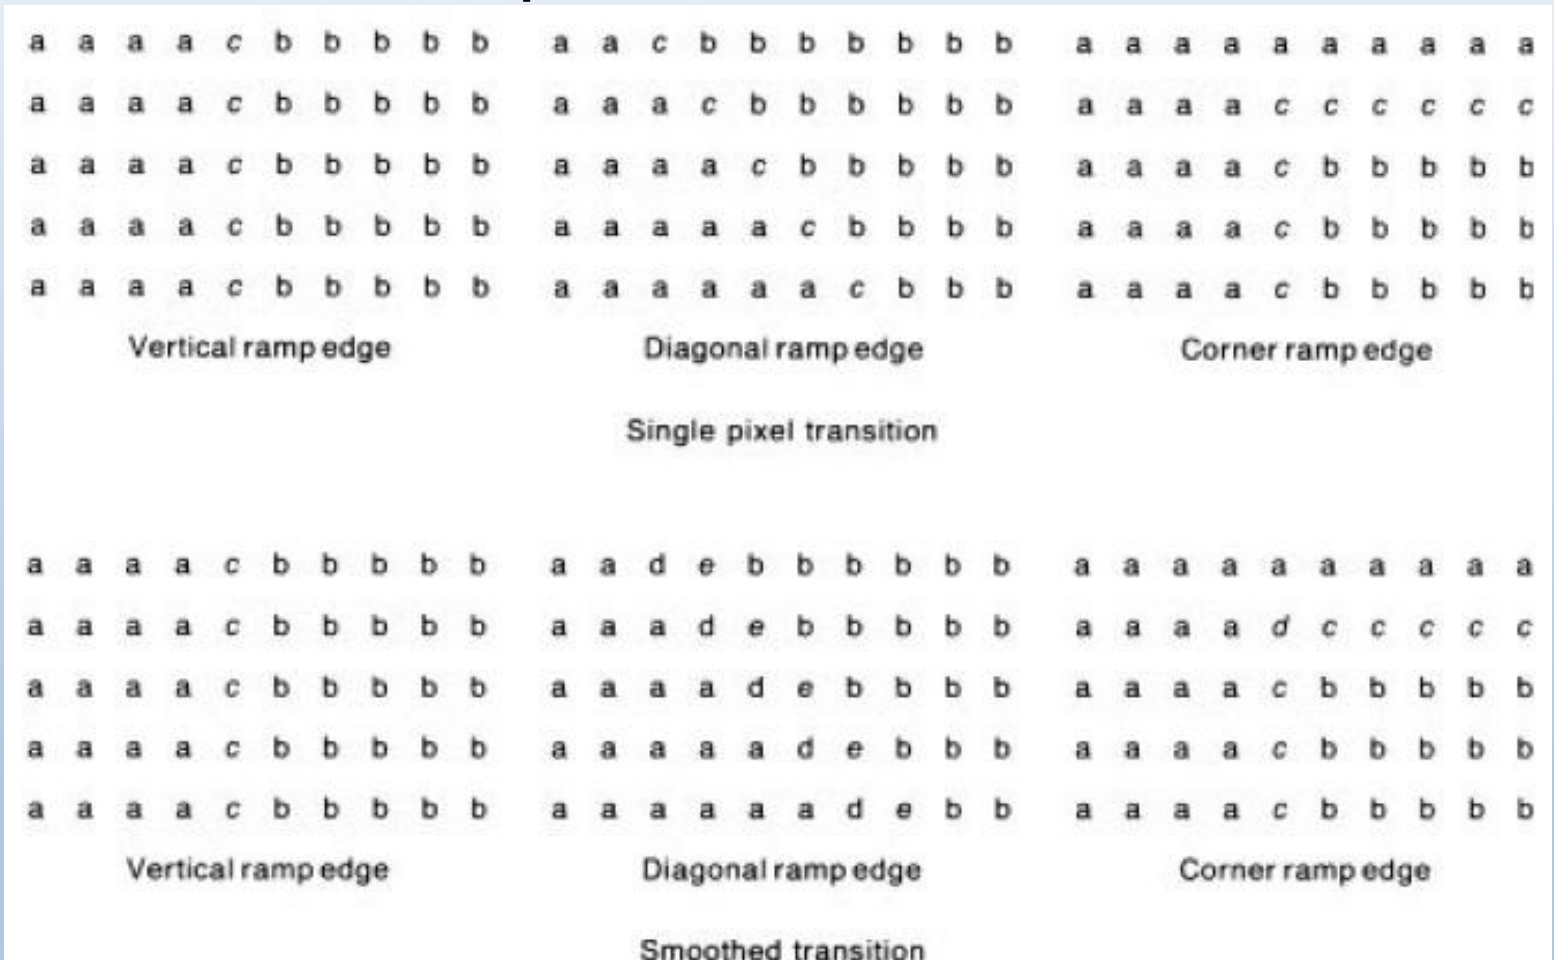 a a a a c b b b b b a a c b b b b b b b a a a a a a a a a a
a a a a c b b b b b a a a c b b b b b b a a a a c c c c c c
a a a a c b b b b b a a a a c b b b b b a a a a c b b b b b
a a a a c b b b b b a a a a a c b b b b a a a a c b b b b b
a a a a c b b b b b a a a a a a c b b b a a a a c b b b b b
Vertical ramp edge Diagonal ramp edge Corner ramp edge
Single pixel transition
a a a a c b b b b b a a d e b b b b b b a a a a a a a a a a
a a a a c b b b b b a a a d e b b b b b a a a a d c c c c c
a a a a c b b b b b a a a a d e b b b b a a a a c b b b b b
a a a a c b b b b b a a a a a d e b b b a a a a c b b b b b
a a a a c b b b b b a a a a a a d e b b a a a a c b b b b b
Vertical ramp edge Diagonal ramp edge Corner ramp edge
Smoothed transition